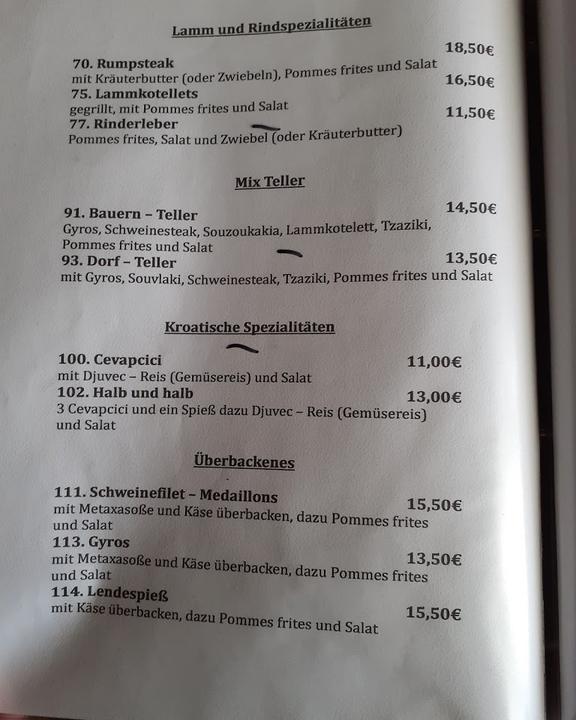 Lamm und Rindspezialitäten
70. Rumpsteak 18,50€
mit Kräuterbutter (oder Zwiebeln), Pommes frites und Salat
75. Lammkotellets 16,50€
gegrillt, mit Pommes frites und Salat
77. Rinderleber 11,50€
Pommes frites, Salat und Zwiebel (oder Kräuterbutter)
Mix Teller
91. Bauern – Teller 14,50€
Gyros, Schweinesteak, Souzoukakia, Lammkotelett, Tzaziki,
Pommes frites und Salat
93. Dorf – Teller 13,50€
mit Gyros, Souvlaki, Schweinesteak, Tzaziki, Pommes frites und Salat
Kroatische Spezialitäten
100. Cevapcici 11,00€
mit Djuvec – Reis (Gemüsereis) und Salat
102. Halb und halb 13,00€
3 Cevapcici und ein Spieß dazu Djuvec – Reis (Gemüsereis)
und Salat
Überbackenes
111. Schweinefilet – Medaillons 15,50€
mit Metaxasoße und Käse überbacken, dazu Pommes frites
und Salat
113. Gyros 13,50€
mit Metaxasoße und Käse überbacken, dazu Pommes frites
und Salat
114. Lendespieß 15,50€
mit Käse überbacken, dazu Pommes frites und Salat